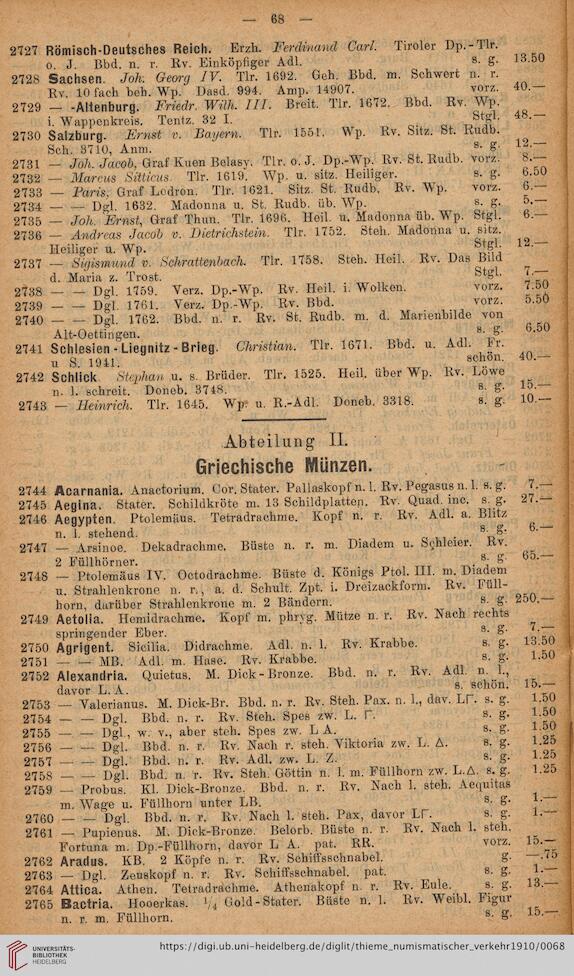 — 68 —
2727 Römisch-Deutsches Reich. Erzh. Ferdinand Carl. Tiroler Dp.-Tlr.
o. J. Bbd. n. r. Rv. Einköpfiger Adl. s. g. 13.50
2728 Sachsen. Joh. Georg IV. Tlr. 1692. Geh. Bbd. m. Schwert n. r.
Rv. 10 fach beh. Wp. Dasd. 994. Amp. 14907. vorz. 40.—
2729 — -Altenburg. Friedr. Wilh. III. Breit. Tlr. 1672. Bbd. Rv. Wp.
i. Wappenkreis. Tentz. 32 I. Stgl. 48.—
2730 Salzburg. Ernst v. Bayern. Tlr. 1551. Wp. Rv. Sitz. St. Rudb.
Sch. 3710, Anm. s. g. 12.—
2731 — Joh. Jacob, Graf Kuen Belasy. Tlr. o. J. Dp.-Wp. Rv. St. Rudb. vorz. 8.—
2732 — Marcus Sitticus. Tlr. 1619. Wp. u. sitz. Heiliger. s. g. 6.50
2733 — Paris, Graf Lodron. Tlr. 1621. Sitz. St. Rudb. Rv. Wp. vorz. 6.—
2734 — — Dgl. 1632. Madonna u. St. Rudb. üb. Wp. s. g. 5.—
2735 — Joh. Ernst, Graf Thun. Tlr. 1696. Heil. u. Madonna üb. Wp. Stgl. 6.—
2736 — Andreas Jacob v. Dietrichstein. Tlr. 1752. Steh. Madonna u. sitz.
Heiliger u. Wp. Stgl. 12.—
2737 — Sigismund v. Schrattenbach. Tlr. 1758. Steh. Heil. Rv. Das Bild
d. Maria z. Trost. Stgl. 7.—
2738 — — Dgl. 1759. Verz. Dp.-Wp. Rv. Heil. i. Wolken. vorz. 7.50
2739 — — Dgl. 1761. Verz. Dp.-Wp. Rv. Bbd. vorz. 5.50
2740 — — Dgl. 1762. Bbd. n. r. Rv. St. Rudb. m. d. Marienbilde von
Alt-Oettingen. s. g. 6.50
2741 Schlesien-Liegnitz-Brieg. Christian. Tlr. 1671. Bbd. u. Adl. Fr.
u S. 1941. schön. 40.—
2742 Schlick. Stephan u. s. Brüder. Tlr. 1525. Heil. über Wp. Rv. Löwe
n. l. schreit. Doneb. 3748. s. g. 15.—
2743 — Heinrich. Tlr. 1645. Wp. u. R.-Adl. Doneb. 3318. s. g. 10.—
Abteilung II.
Griechische Münzen.
2744 Acarnania. Anactorium. Cor. Stater. Pallaskopf n. l. Rv. Pegasus n. l. s. g. 7.—
2745 Aegina. Stater. Schildkröte m. 13 Schildplatten. Rv. Quad. inc. s. g. 27.—
2746 Aegypten. Ptolemäus. Tetradrachme. Kopf n. r. Rv. Adl. a. Blitz
n. l. stehend. s. g. 6.—
2747 — Arsinoe. Dekadrachme. Büste n. r. m. Diadem u. Schleier. Rv.
2 Füllhörner. s. g 65.—
2748 — Ptolemäus IV. Octodrachme. Büste d. Königs Ptol. III. m. Diadem
u. Strahlenkrone n. r., a. d. Schult. Zpt. i. Dreizackform. Rv. Füll-
horn, darüber Strahlenkrone m. 2 Bändern. s. g. 250.—
2749 Aetolia. Hemidrachme. Kopf m. phryg. Mütze n. r. Rv. Nach rechts
springender Eber. s. g. 7.—
2750 Agrigent. Sicilia. Didrachme. Adl. n. l. Rv. Krabbe. s. g. 13.50
2751 — — MB. Adl. m. Hase. Rv. Krabbe. s. g. 1.50
2752 Alexandria. Quietus. M. Dick-Bronze. Bbd. n. r. Rv. Adl. n. l.,
davor L. A. s. schön. 15.—
2753 — Valerianus. M. Dick-Br. Bbd. n. r. Rv. Steh. Pax. n. l., dav. LΓ. s. g. 1.50
2754 — — Dgl. Bbd. n. r. Rv. Steh. Spes zw. L. Γ. s. g. 1.50
2755 — — Dgl., w. v., aber steh. Spes zw. L A. s. g. 1.50
2756 — — Dgl. Bbd. n. r. Rv. Nach r. steh. Viktoria zw. L. Δ. s. g. 1.25
2757 — — Dgl. Bbd. n. r. Rv. Adl. zw. L. Z. s. g. 1.25
2758 — — Dgl. Bbd. n. r. Rv. Steh. Göttin n. l. m. Füllhorn zw. L.Δ. s. g. 1.25
2759 — Probus. Kl. Dick-Bronze. Bbd. n. r. Rv. Nach l. steh. Aequitas
m. Wage u. Füllhorn unter LB. s. g. 1.—
2760 — — Dgl. Bbd. n. r. Rv. Nach l. steh. Pax, davor LΓ. s. g. 1.—
2761 — Pupienus. M. Dick-Bronze. Belorb. Büste n. r. Rv. Nach l. steh.
Fortuna m. Dp.-Füllhorn, davor L A. pat. RR. vorz. 15.—
2762 Aradus. KB. 2 Köpfe n. r. Rv. Schiffsschnabel. g. —.75
2763 — Dgl. Zeuskopf n. r. Rv. Schiffsschnabel. pat. s. g. 1.—
2764 Attica. Athen. Tetradrachme. Athenakopf n. r. Rv. Eule. s. g. 13.—
2765 Bactria. Hooerkas. 1/4 Gold-Stater. Büste n. l. Rv. Weibl. Figur
n. r. m. Füllhorn. s. g. 15.—
UNIVERSITÄTS-
BIBLIOTHEK
HEIDELBERG
https://digi.ub.uni-heidelberg.de/diglit/thieme_numismatischer_verkehr1910/0068